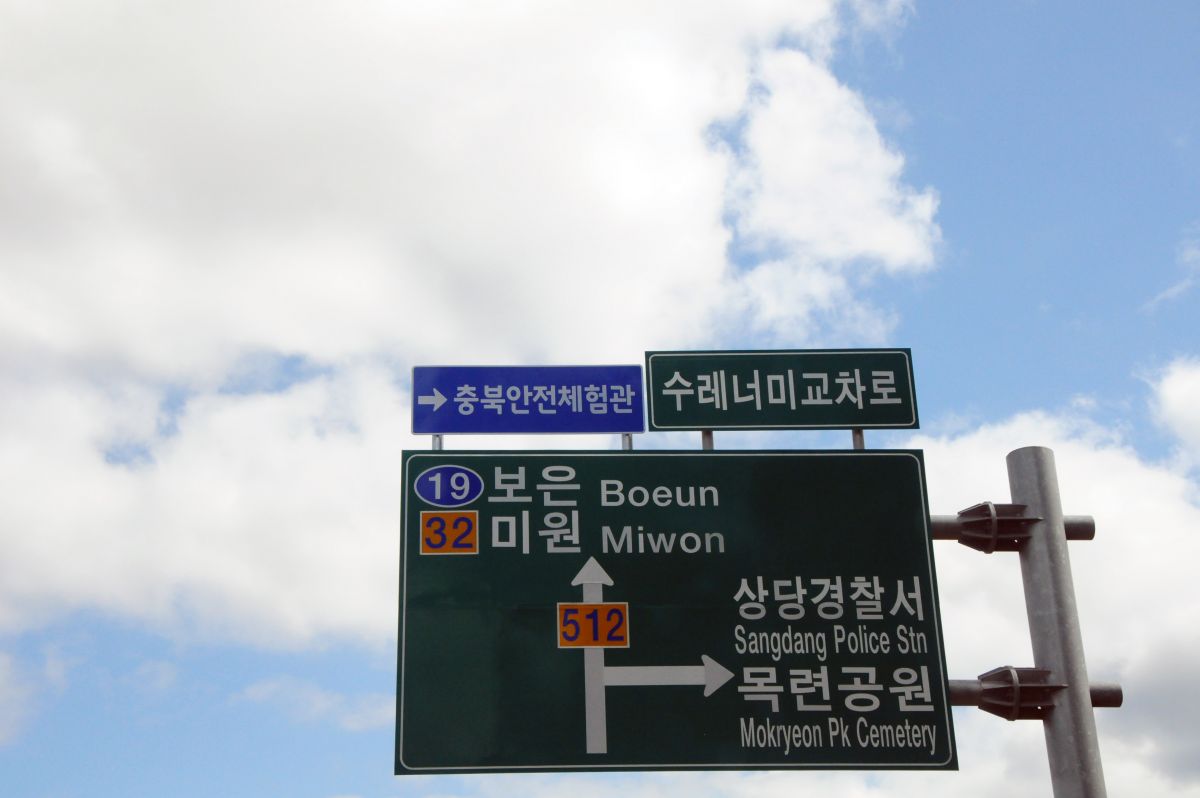 충북안전체험관
수레너미교차로
19 보은 Boeun
32 미원 Miwon
512
상당경찰서
Sangdang Police Stn
목련공원
Mokryeon Pk Cemetery